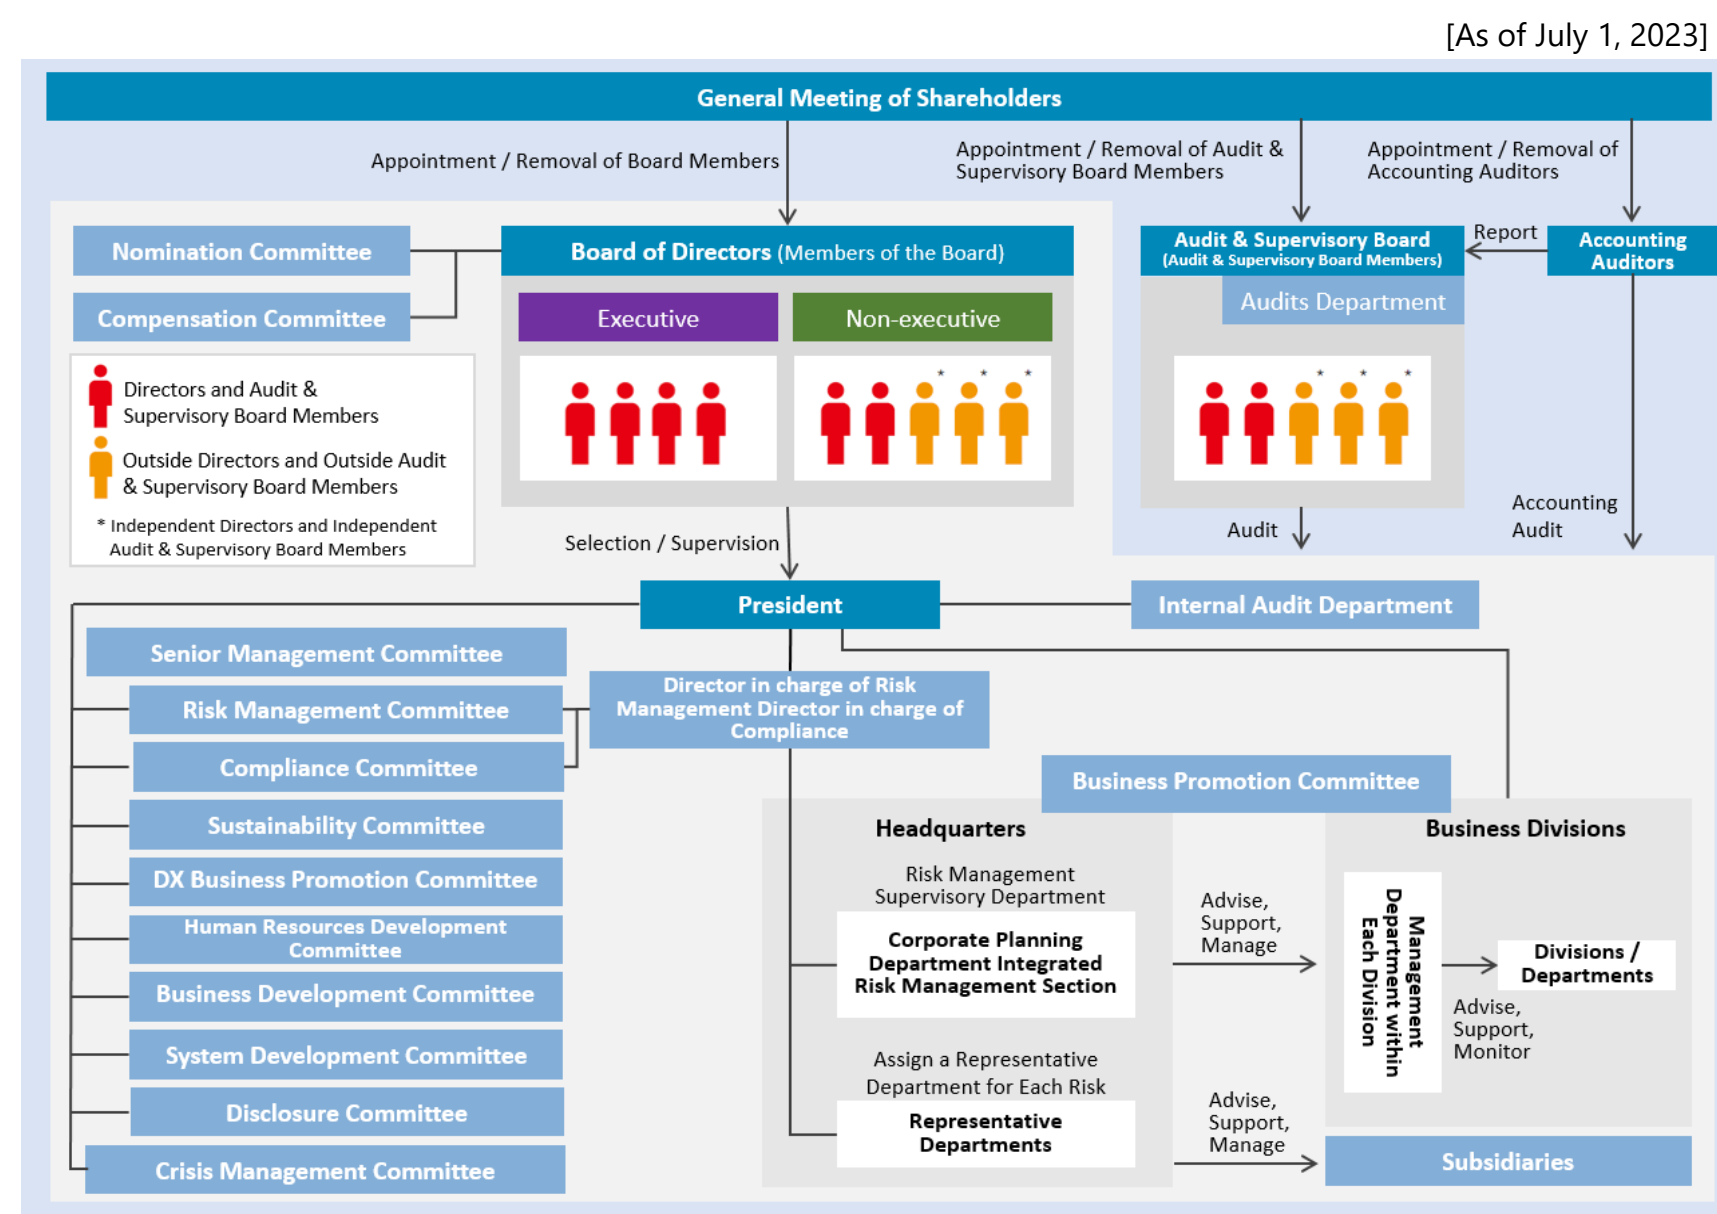 [As of July 1, 2023]
General Meeting of Shareholders
Appointment / Removal of Board Members
Appointment / Removal of Audit &
Supervisory Board Members
Appointment / Removal of
Accounting Auditors
Nomination Committee
Compensation Committee
Board of Directors (Members of the Board)
Executive
Non-executive
* * *
Audit & Supervisory Board
(Audit & Supervisory Board Members)
Audits Department
* * *
Report
Accounting
Auditors
Directors and Audit &
Supervisory Board Members
Outside Directors and Outside Audit
& Supervisory Board Members
* Independent Directors and Independent
Audit & Supervisory Board Members
Selection / Supervision
Audit
Accounting
Audit
President
Internal Audit Department
Senior Management Committee
Risk Management Committee
Compliance Committee
Sustainability Committee
DX Business Promotion Committee
Human Resources Development
Committee
Business Development Committee
System Development Committee
Disclosure Committee
Crisis Management Committee
Director in charge of Risk
Management Director in charge of
Compliance
Business Promotion Committee
Headquarters
Risk Management
Supervisory Department
Corporate Planning
Department Integrated
Risk Management Section
Assign a Representative
Department for Each Risk
Representative
Departments
Advise,
Support,
Manage
Advise,
Support,
Manage
Business Divisions
Management
Department within
Each Division
Divisions /
Departments
Advise,
Support,
Monitor
Subsidiaries